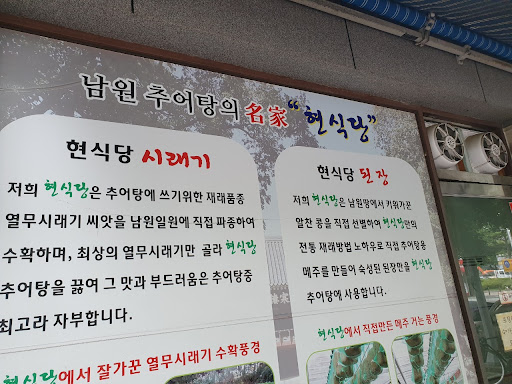 남원 추어탕의 名家 "현식당"
현식당 시래기
저희 현식당은 추어탕에 쓰기위한 재래품종
열무시래기 씨앗을 남원일원에 직접 파종하여
수확하며, 최상의 열무시래기만 골라 현식당
추어탕을 끓여 그 맛과 부드러움은 추어탕중
최고라 자부합니다.
현식당에서 잘가꾼 열무시래기 수확풍경
현식당 된장
저희 현식당은 남원땅에서 키워가꾼
알찬 콩을 직접 선별하여 현식당만의
전통 재래방법 노하우로 직접 추어탕용
메주를 만들어 숙성된 된장만을 현식당
추어탕에 사용합니다.
현식당에서 직접만든 메주 거는 풍경